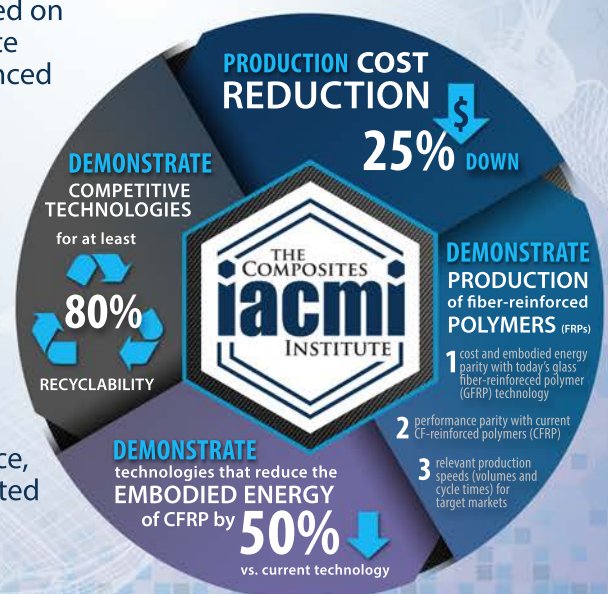 ed on
te
nced
ce,
ted
PRODUCTION COST
REDUCTION
$
25% DOWN
DEMONSTRATE
PRODUCTION
of fiber-reinforced
POLYMERS (FRPs)
1 cost and embodied energy
parity with today's glass
fiber-reinforeced polymer
(GFRP) technology
2 performance parity with current
CF-reinforced polymers (CFRP)
3 relevant production
speeds (volumes and
cycle times) for
target markets
DEMONSTRATE
technologies that reduce the
EMBODIED ENERGY
of CFRP by 50%
vs. current technology
DEMONSTRATE
COMPETITIVE
TECHNOLOGIES
for at least
80%
RECYCLABILITY
THE
COMPOSITES
iacmi
INSTITUTE